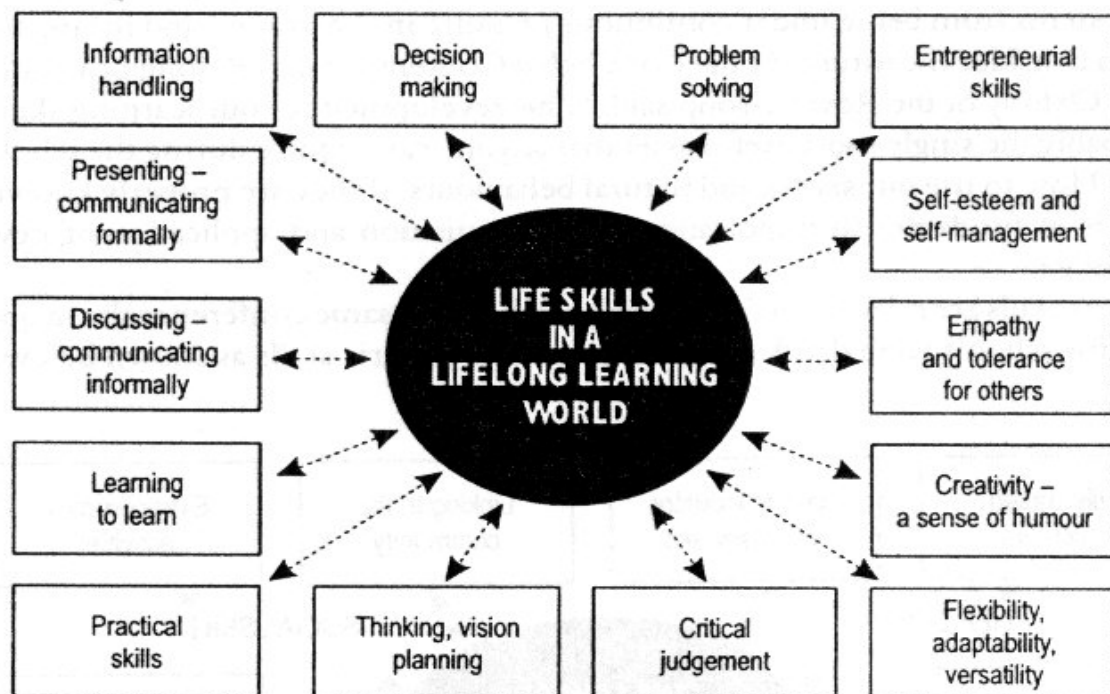 Information
handling
Decision
making
Problem
solving
Entrepreneurial
skills
Presenting –
communicating
formally
Self-esteem and
self-management
LIFE SKILLS
IN A
LIFELONG LEARNING
WORLD
Discussing –
communicating
informally
Empathy
and tolerance
for others
Learning
to learn
Creativity –
a sense of humour
Practical
skills
Thinking, vision
planning
Critical
judgement
Flexibility,
adaptability,
versatility